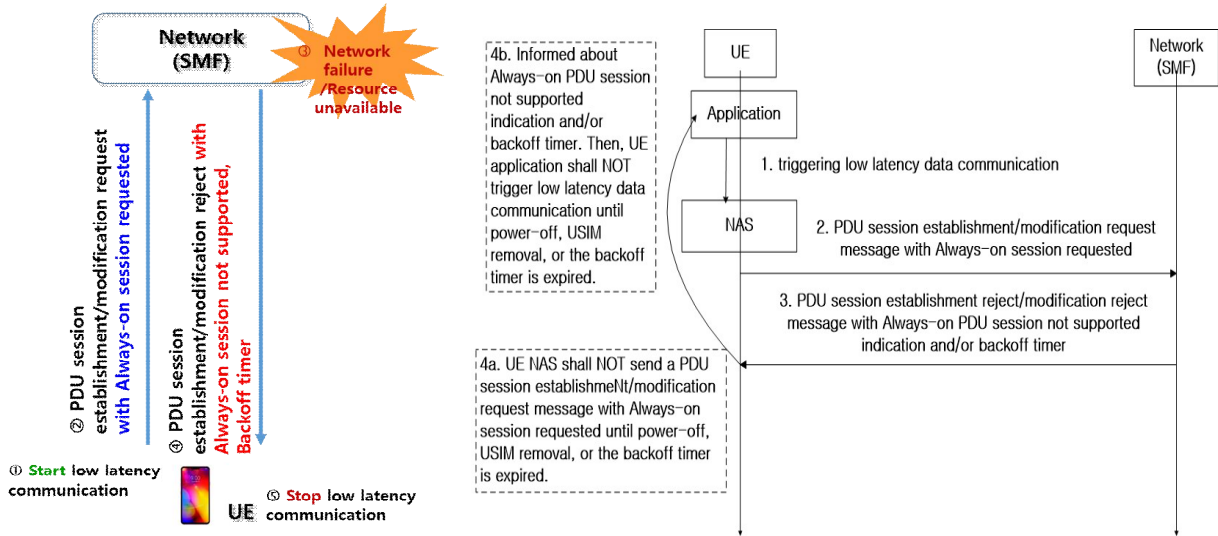 Network
(SMF)
③ Network
failure
/Resource
unavailable
② PDU session
establishment/modification request
with Always-on session requested
④ PDU session
establishment/modification reject with
Always-on session not supported,
Backoff timer
① Start low latency
communication
UE
⑤ Stop low latency
communication
4b. Informed about
Always-on PDU session
not supported
indication and/or
backoff timer. Then, UE
application shall NOT
trigger low latency data
communication until
power-off, USIM
removal, or the backoff
timer is expired.
UE
Network
(SMF)
Application
1. triggering low latency data communication
NAS
2. PDU session establishment/modification request
message with Always-on session requested
3. PDU session establishment reject/modification reject
message with Always-on PDU session not supported
indication and/or backoff timer
4a. UE NAS shall NOT send a PDU
session establishmeNt/modification
request message with Always-on
session requested until power-off,
USIM removal, or the backoff timer
is expired.